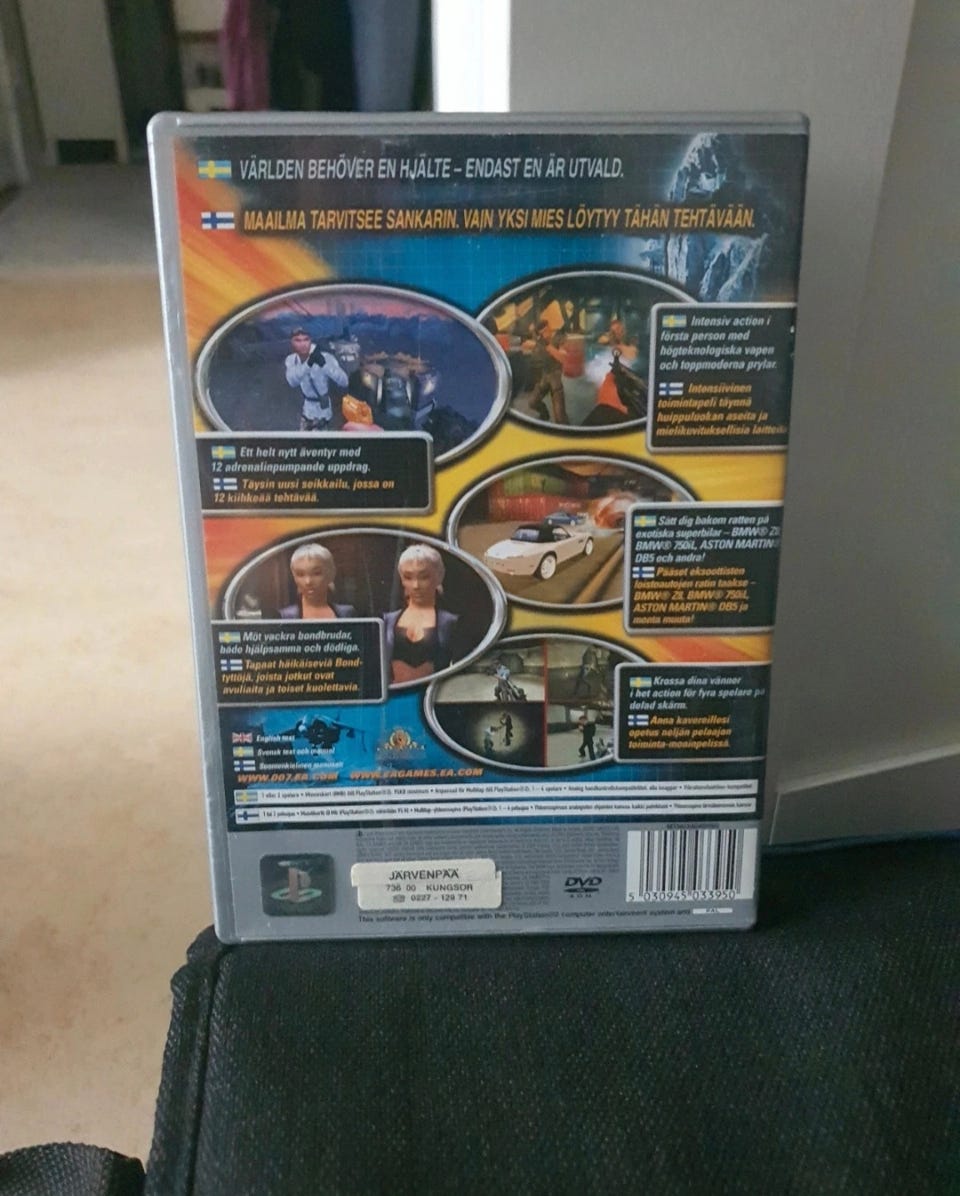 VÄRLDEN BEHÖVER EN HJÄLTE – ENDAST EN ÄR UTVALD.
MAAILMA TARVITSEE SANKARIN. VAIN YKSI MIES LÖYTYY TÄHÄN TEHTÄVÄÄN.
Intensiv action i
första person med
högteknologiska vapen
och toppmoderna prylar.
Intensiivinen
toimintapeli täynnä
huippuluokan aseita ja
mielikuvituksellisia laitteita
Ett helt nytt äventyr med
12 adrenalinpumpande uppdrag.
Täysin uusi seikkailu, jossa on
12 kiihkeää tehtävää.
Sätt dig bakom ratten på
exotiska superbilar – BMW® Z8,
BMW® 750iL, ASTON MARTIN®
DB5 och andra!
Pääset eksoottisten
loistoautojen ratin taakse –
BMW® Z8, BMW® 750iL,
ASTON MARTIN® DB5 ja
monta muuta!
Möt vackra bondbrudar,
både hjälpsamma och dödliga.
Tapaat häikäiseviä Bond-
tyttöjä, joista jotkut ovat
avuliaita ja toiset kuolettavia.
Krossa dina vänner
i het action för fyra spelare på
delad skärm.
Anna kavereillesi
opetus neljän pelaajan
toiminta-moninpelissä.
English text
Svensk text och manual
Suomenkielinen manuaali
WWW.007.EA.COM WWW.EAGAMES.EA.COM
JÄRVENPÄÄ
736 00 KUNGSÖR
0227 - 129 71
DVD
ROM
5 030945 033950
This software is only compatible with the PlayStation®2 computer entertainment system and
PAL